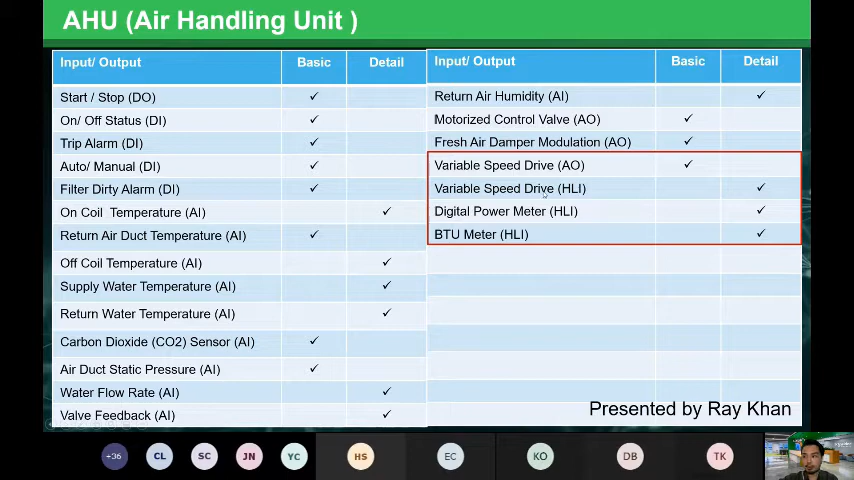 AHU (Air Handling Unit )
Input/ Output Basic Detail
Start / Stop (DO) ✓
On/ Off Status (DI) ✓
Trip Alarm (DI) ✓
Auto/ Manual (DI) ✓
Filter Dirty Alarm (DI) ✓
On Coil Temperature (AI) ✓
Return Air Duct Temperature (AI) ✓
Off Coil Temperature (AI) ✓
Supply Water Temperature (AI) ✓
Return Water Temperature (AI) ✓
Carbon Dioxide (CO2) Sensor (AI) ✓
Air Duct Static Pressure (AI) ✓
Water Flow Rate (AI) ✓
Valve Feedback (AI) ✓
Input/ Output Basic Detail
Return Air Humidity (AI) ✓
Motorized Control Valve (AO) ✓
Fresh Air Damper Modulation (AO) ✓
Variable Speed Drive (AO) ✓
Variable Speed Drive (HLI) ✓
Digital Power Meter (HLI) ✓
BTU Meter (HLI) ✓
Presented by Ray Khan
+36 CL SC JN YC HS EC KO DB TK